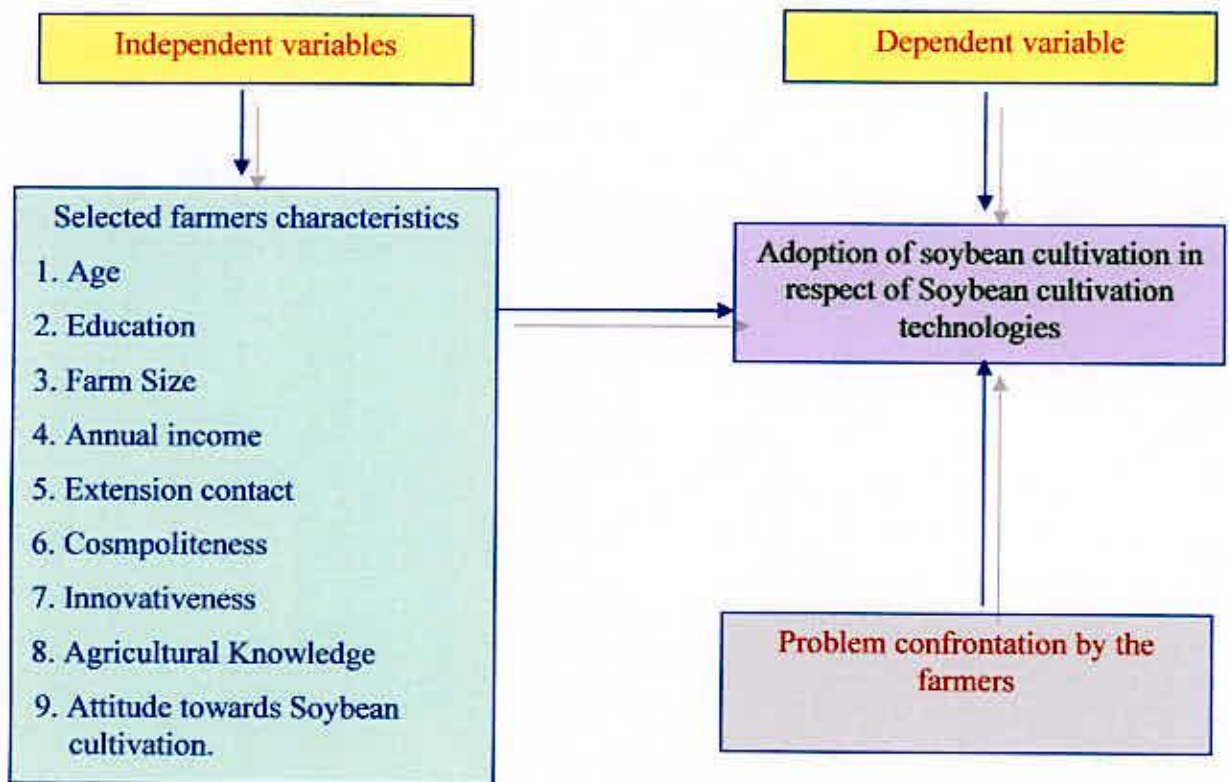 Independent variables
Dependent variable
Selected farmers characteristics
1. Age
2. Education
3. Farm Size
4. Annual income
5. Extension contact
6. Cosmpoliteness
7. Innovativeness
8. Agricultural Knowledge
9. Attitude towards Soybean
cultivation.
Adoption of soybean cultivation in
respect of Soybean cultivation
technologies
Problem confrontation by the
farmers